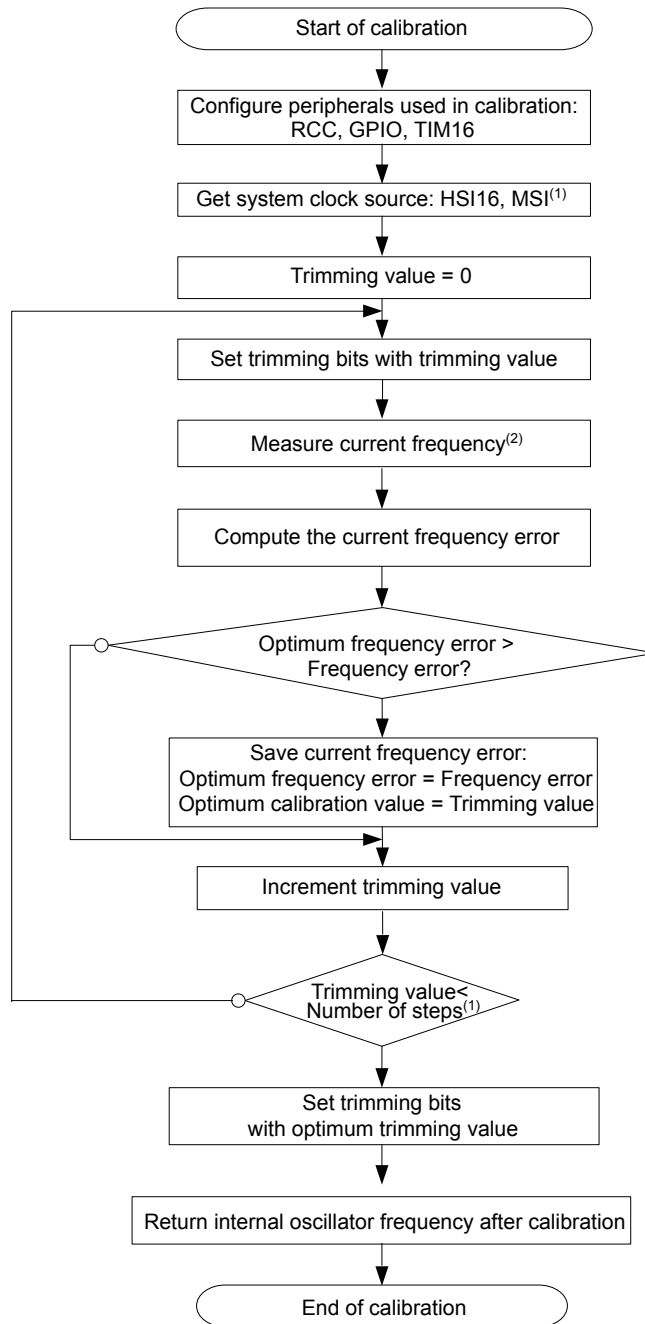 Start of calibration
Configure peripherals used in calibration:
RCC, GPIO, TIM16
Get system clock source: HSI16, MSI(1)
Trimming value = 0
Set trimming bits with trimming value
Measure current frequency(2)
Compute the current frequency error
Optimum frequency error >
Frequency error?
Save current frequency error:
Optimum frequency error = Frequency error
Optimum calibration value = Trimming value
Increment trimming value
Trimming value<
Number of steps(1)
Set trimming bits
with optimum trimming value
Return internal oscillator frequency after calibration
End of calibration